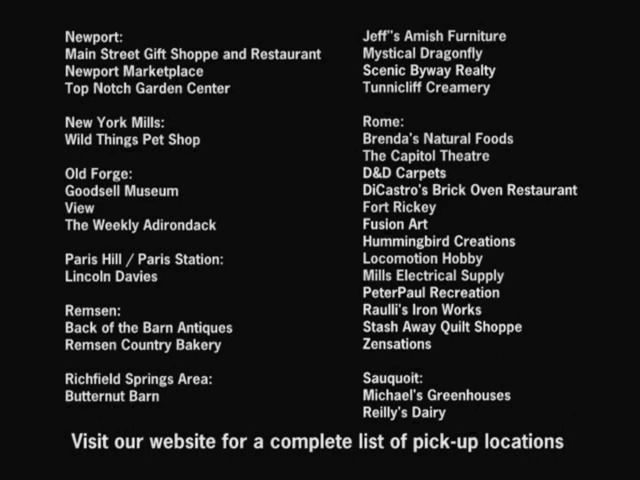 Newport:
Main Street Gift Shoppe and Restaurant
Newport Marketplace
Top Notch Garden Center
New York Mills:
Wild Things Pet Shop
Old Forge:
Goodsell Museum
View
The Weekly Adirondack
Paris Hill / Paris Station:
Lincoln Davies
Remsen:
Back of the Barn Antiques
Remsen Country Bakery
Richfield Springs Area:
Butternut Barn
Jeff"s Amish Furniture
Mystical Dragonfly
Scenic Byway Realty
Tunnicliff Creamery
Rome:
Brenda's Natural Foods
The Capitol Theatre
D&D Carpets
DiCastro's Brick Oven Restaurant
Fort Rickey
Fusion Art
Hummingbird Creations
Locomotion Hobby
Mills Electrical Supply
PeterPaul Recreation
Raulli's Iron Works
Stash Away Quilt Shoppe
Zensations
Sauquoit:
Michael's Greenhouses
Reilly's Dairy
Visit our website for a complete list of pick-up locations